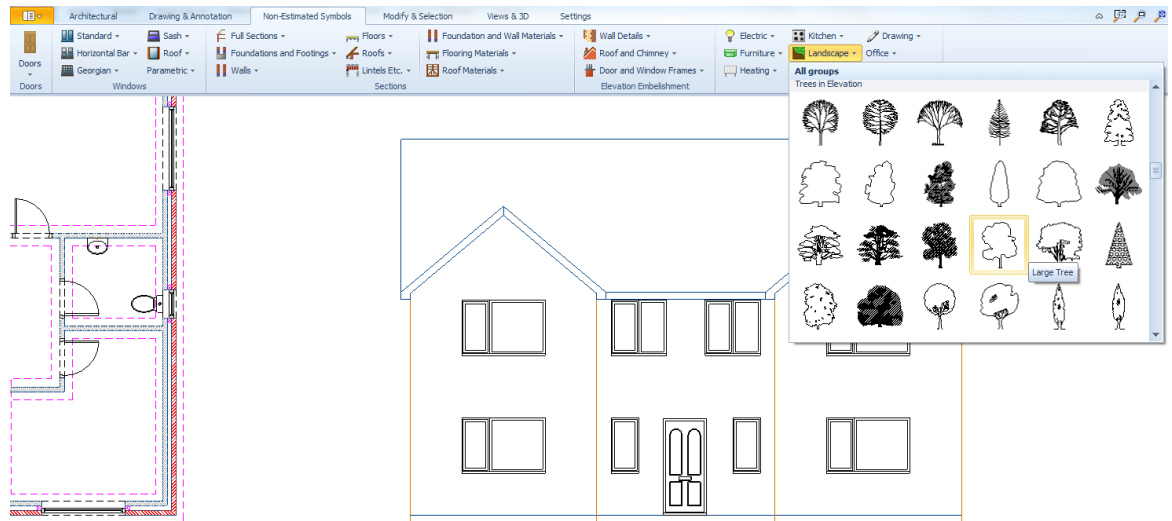 Architectural Drawing & Annotation Non-Estimated Symbols Modify & Selection Views & 3D Settings
Standard Sash Full Sections Floors Foundation and Wall Materials Wall Details Electric Kitchen Drawing
Horizontal Bar Roof Foundations and Footings Roofs Flooring Materials Roof and Chimney Furniture Landscape Office
Doors
Georgian Parametric Walls Lintels Etc. Roof Materials Door and Window Frames Heating
All groups
Doors Windows Sections Elevation Embelishment
Trees in Elevation
Large Tree